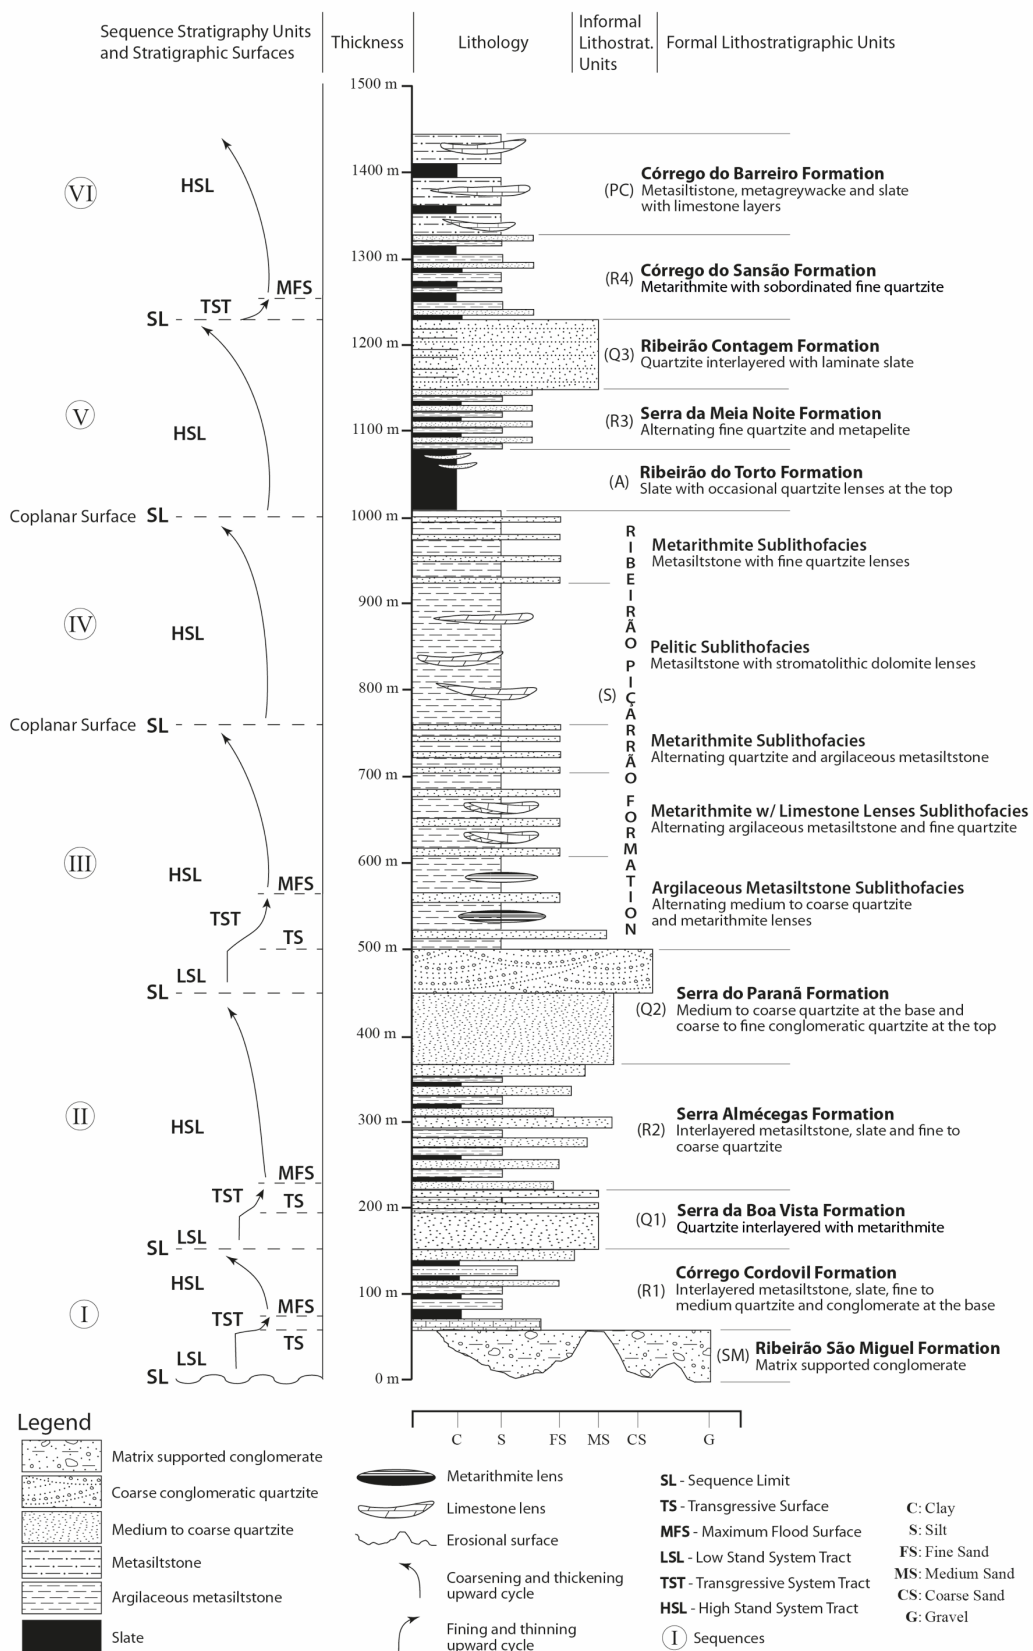 Sequence Stratigraphy Units
and Stratigraphic Surfaces
Thickness
Lithology
Informal
Lithostrat.
Units
Formal Lithostratigraphic Units
1500 m
1400 m
1300 m
1200 m
1100 m
1000 m
900 m
800 m
700 m
600 m
500 m
400 m
300 m
200 m
100 m
0 m
VI
HSL
MFS
TST
SL
V
HSL
Coplanar Surface SL
IV
HSL
Coplanar Surface SL
III
HSL
MFS
TST
TS
LSL
SL
II
HSL
MFS
TST
TS
LSL
SL
HSL
I
MFS
TST
TS
LSL
SL
(PC)
Córrego do Barreiro Formation
Metasiltistone, metagreywacke and slate
with limestone layers
(R4)
Córrego do Sansão Formation
Metarithmite with sobordinated fine quartzite
(Q3)
Ribeirão Contagem Formation
Quartzite interlayered with laminate slate
(R3)
Serra da Meia Noite Formation
Alternating fine quartzite and metapelite
(A)
Ribeirão do Torto Formation
Slate with occasional quartzite lenses at the top
(S)
RIBEIRÃO PIÇARRÃO FORMATION
Metarithmite Sublithofacies
Metasiltstone with fine quartzite lenses
Pelitic Sublithofacies
Metasiltstone with stromatolithic dolomite lenses
Metarithmite Sublithofacies
Alternating quartzite and argilaceous metasiltstone
Metarithmite w/ Limestone Lenses Sublithofacies
Alternating argilaceous metasiltstone and fine quartzite
Argilaceous Metasiltstone Sublithofacies
Alternating medium to coarse quartzite
and metarithmite lenses
(Q2)
Serra do Paranã Formation
Medium to coarse quartzite at the base and
coarse to fine conglomeratic quartzite at the top
(R2)
Serra Almécegas Formation
Interlayered metasiltstone, slate and fine to
coarse quartzite
(Q1)
Serra da Boa Vista Formation
Quartzite interlayered with metarithmite
(R1)
Córrego Cordovil Formation
Interlayered metasiltstone, slate, fine to
medium quartzite and conglomerate at the base
(SM)
Ribeirão São Miguel Formation
Matrix supported conglomerate
C S FS MS CS G
Legend
Matrix supported conglomerate
Coarse conglomeratic quartzite
Medium to coarse quartzite
Metasiltstone
Argilaceous metasiltstone
Slate
Metarithmite lens
Limestone lens
Erosional surface
Coarsening and thickening
upward cycle
Fining and thinning
upward cycle
SL - Sequence Limit
TS - Transgressive Surface
MFS - Maximum Flood Surface
LSL - Low Stand System Tract
TST - Transgressive System Tract
HSL - High Stand System Tract
I Sequences
C: Clay
S: Silt
FS: Fine Sand
MS: Medium Sand
CS: Coarse Sand
G: Gravel